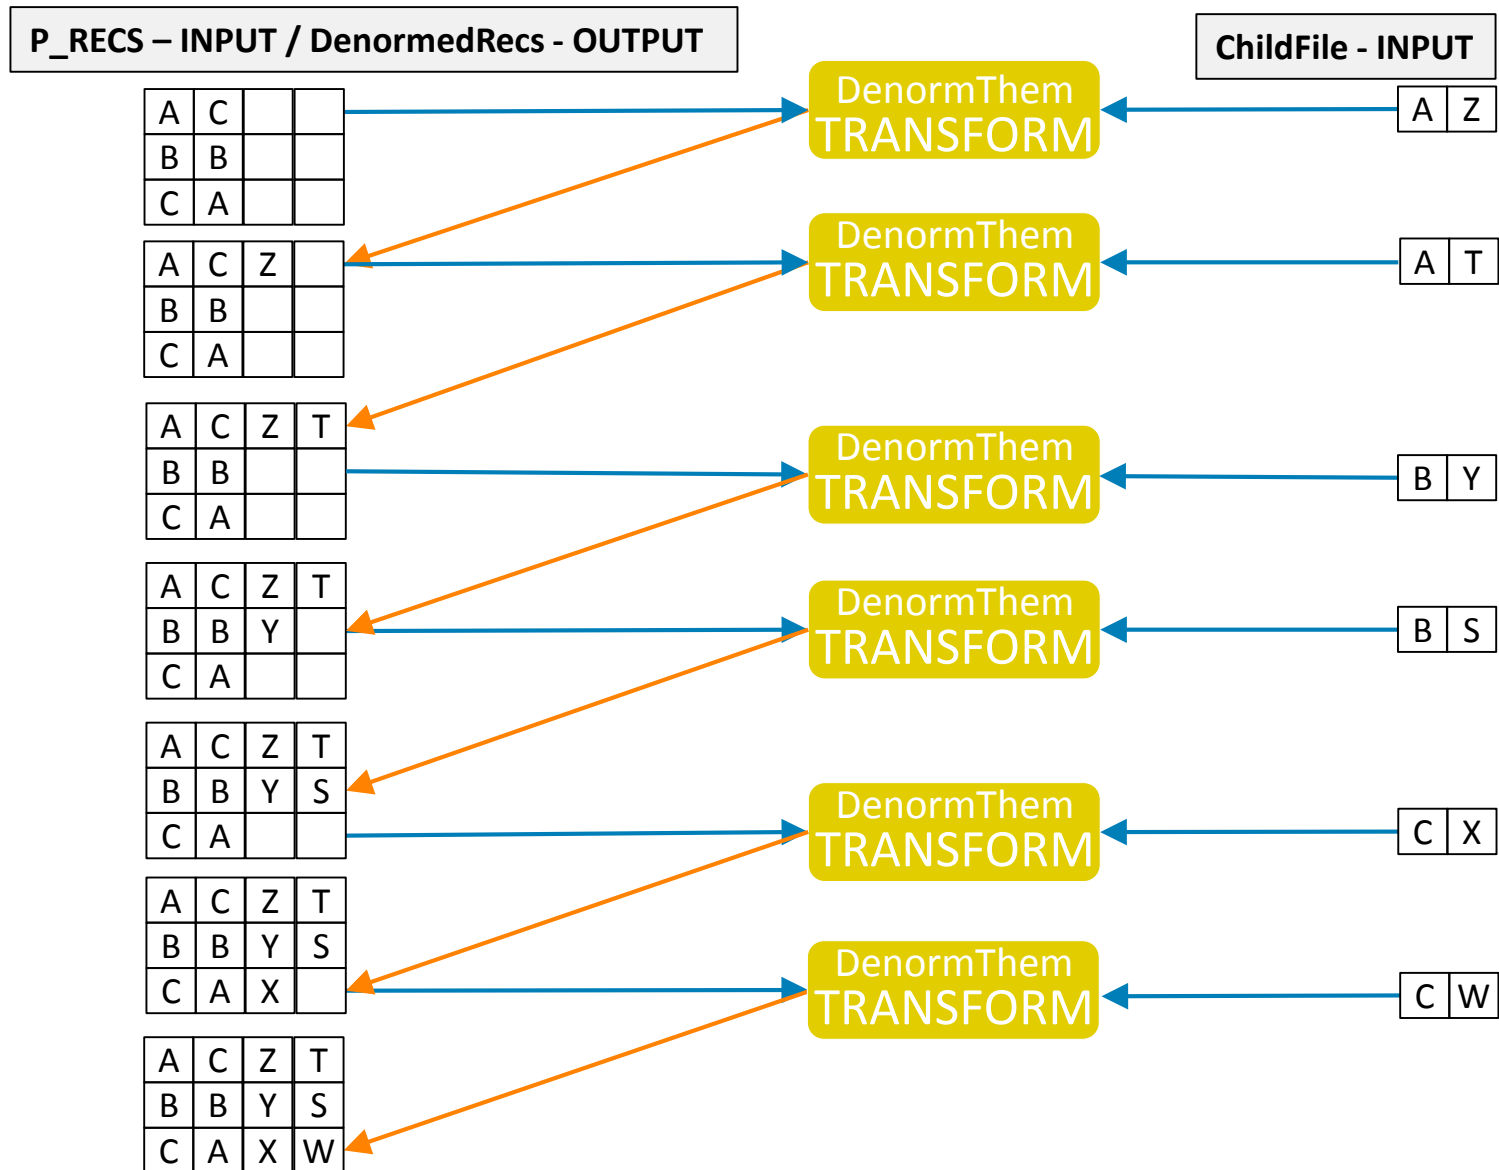 P_RECS – INPUT / DenormedRecs - OUTPUT
ChildFile - INPUT
A C
B B
C A
DenormThem
TRANSFORM
A Z
A C Z
B B
C A
DenormThem
TRANSFORM
A T
A C Z T
B B
C A
DenormThem
TRANSFORM
B Y
A C Z T
B B Y
C A
DenormThem
TRANSFORM
B S
A C Z T
B B Y S
C A
DenormThem
TRANSFORM
C X
A C Z T
B B Y S
C A X
DenormThem
TRANSFORM
C W
A C Z T
B B Y S
C A X W